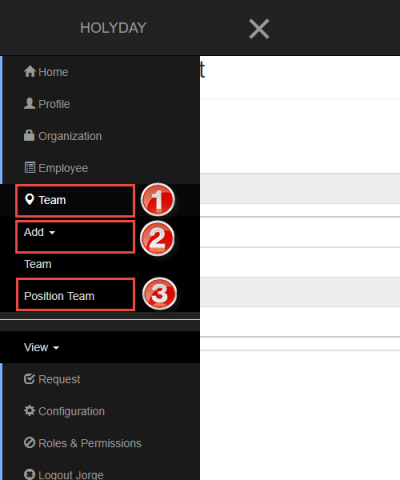 HOLYDAY
t
Home
Profile
Organization
Employee
Team
1
Add
2
Team
Position Team
3
View
Request
Configuration
Roles & Permissions
Logout Jorge